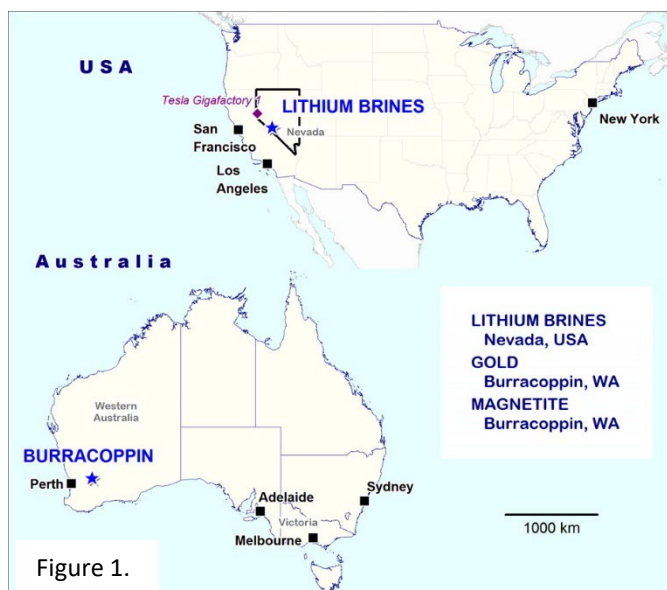 USA
Tesla Gigafactory 1
LITHIUM BRINES
Nevada
New York
San
Francisco
Los
Angeles
Australia
LITHIUM BRINES
Nevada, USA
GOLD
Burracoppin, WA
MAGNETITE
Burracoppin, WA
Western
Australia
BURRACOPPIN
Perth
Adelaide
Sydney
Victoria
Melbourne
1000 km
Figure 1.